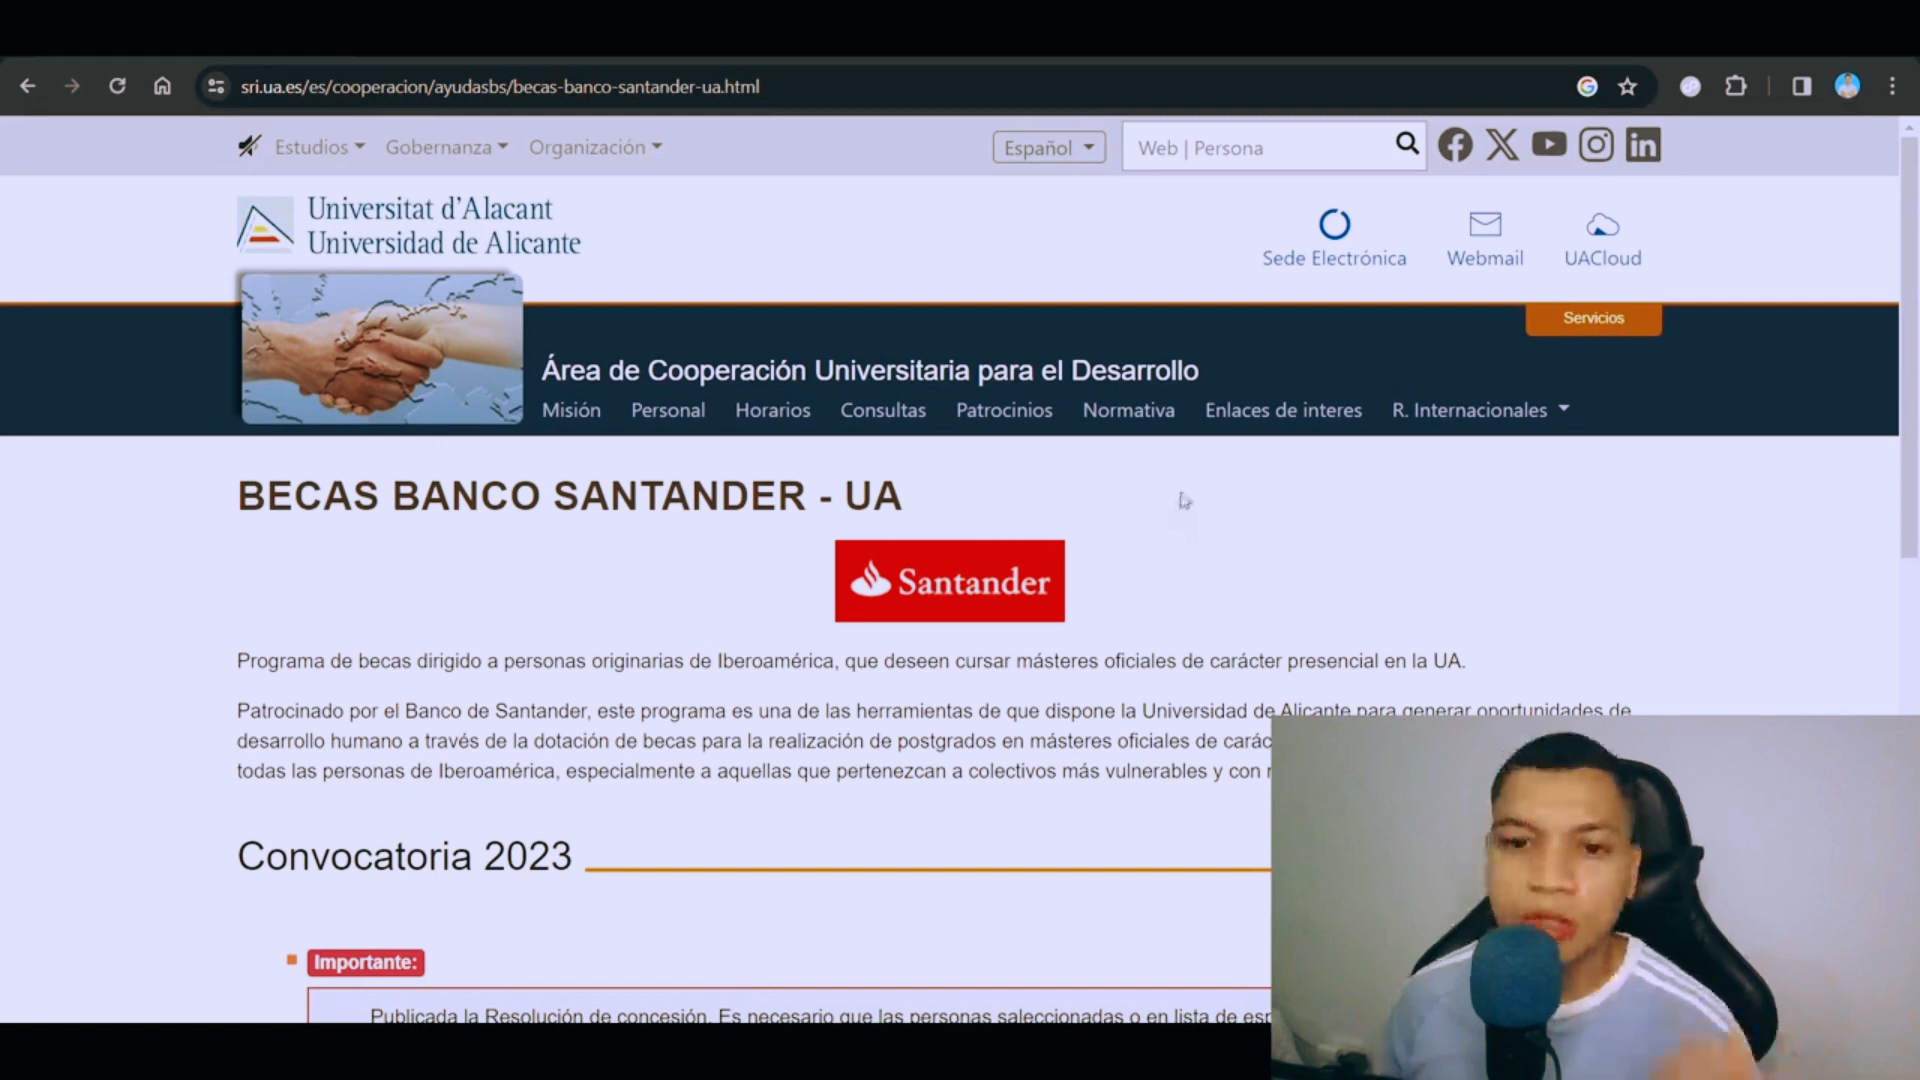 sri.ua.es/es/cooperacion/ayudasbs/becas-banco-santander-ua.html
Estudios Gobernanza Organización Español Web | Persona
Universitat d'Alacant
Universidad de Alicante
Sede Electrónica Webmail UACloud
Servicios
Área de Cooperación Universitaria para el Desarrollo
Misión Personal Horarios Consultas Patrocinios Normativa Enlaces de interes R. Internacionales
BECAS BANCO SANTANDER - UA
Santander
Programa de becas dirigido a personas originarias de Iberoamérica, que deseen cursar másteres oficiales de carácter presencial en la UA.
Patrocinado por el Banco de Santander, este programa es una de las herramientas de que dispone la Universidad de Alicante para generar oportunidades de
desarrollo humano a través de la dotación de becas para la realización de postgrados en másteres oficiales de carác
todas las personas de Iberoamérica, especialmente a aquellas que pertenezcan a colectivos más vulnerables y con
Convocatoria 2023
Importante:
Publicada la Resolución de concesión. Es necesario que las personas saleccionadas o en lista de